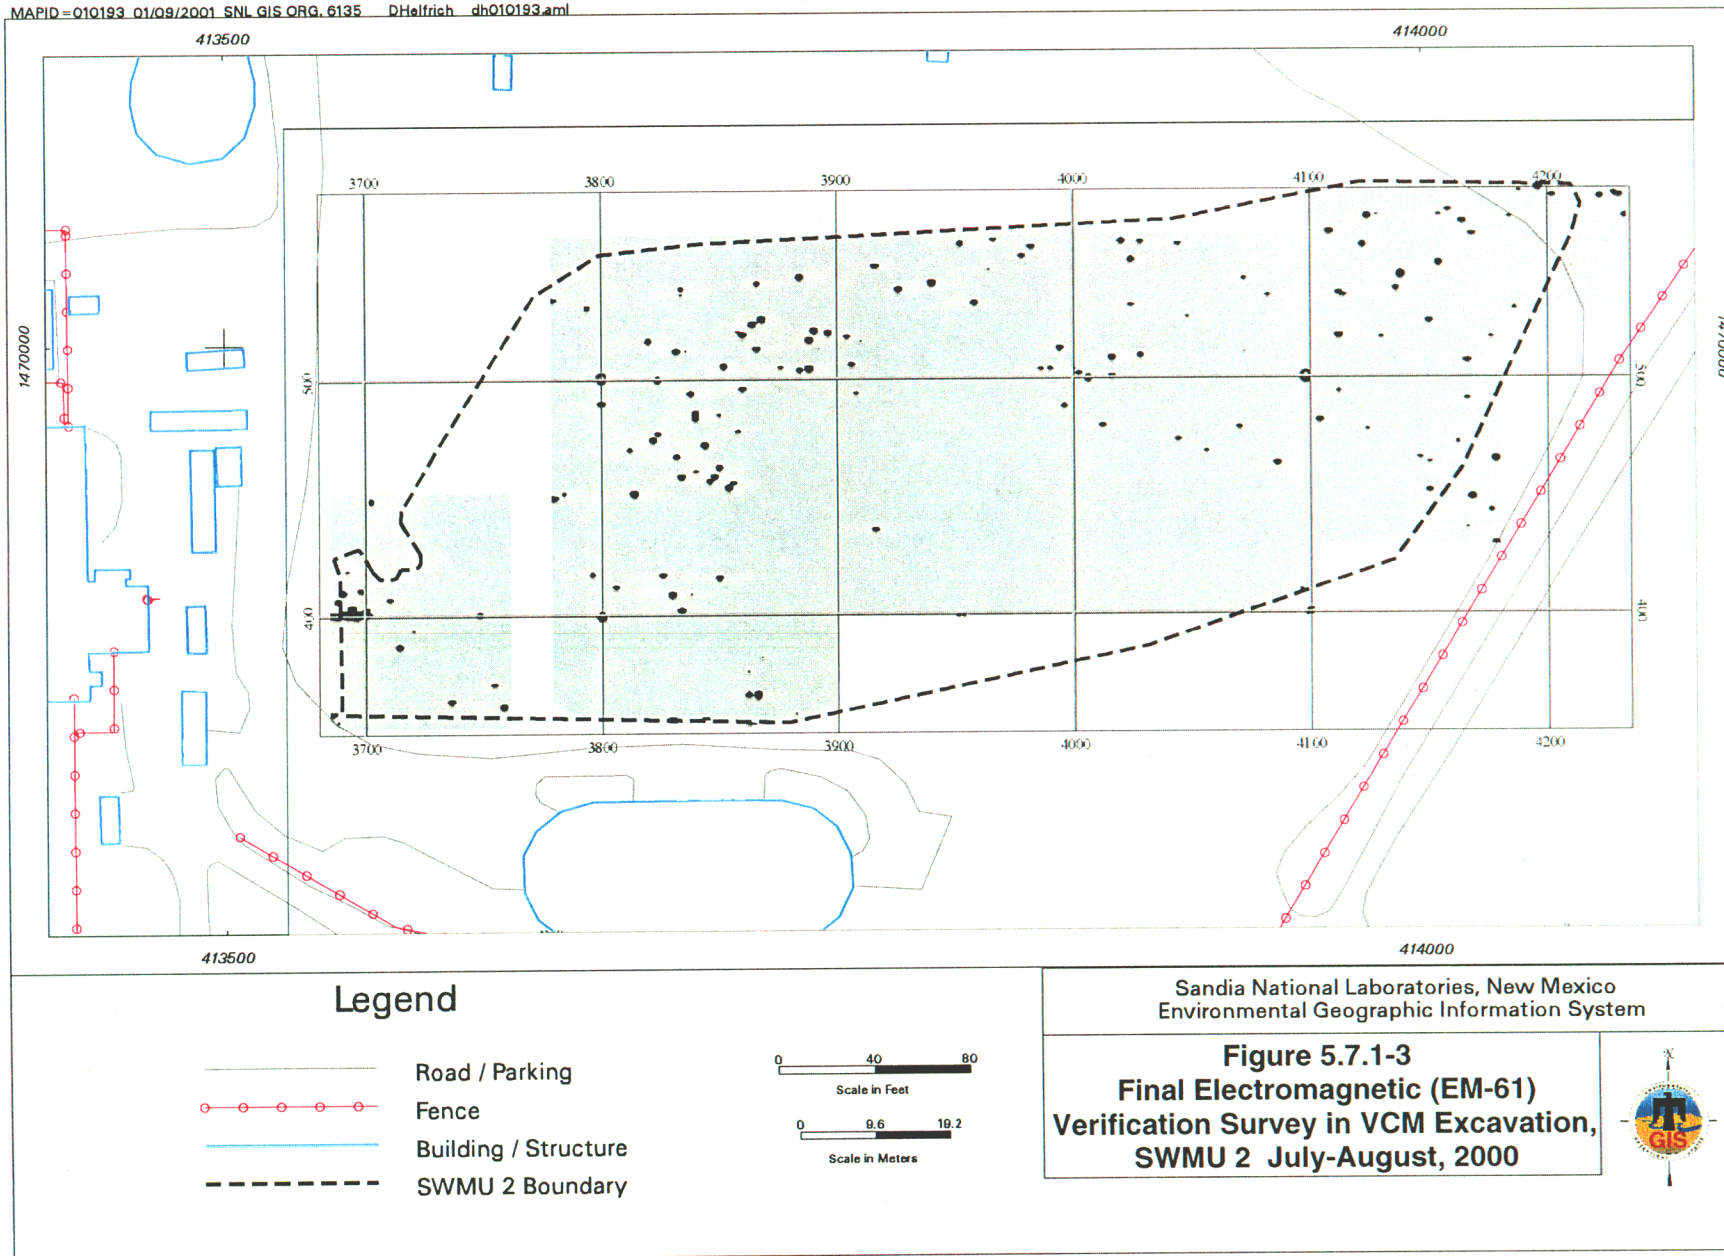 MAPID=010193 01/09/2001 SNL GIS ORG. 6135 DHelfrich dh010193.aml
413500
414000
3700
3800
3900
4000
4100
4200
1470000
1470000
500
500
400
400
3700
3800
3900
4000
4100
4200
413500
414000
Legend
Road / Parking
Fence
Building / Structure
SWMU 2 Boundary
0 40 80
Scale in Feet
0 9.6 19.2
Scale in Meters
Sandia National Laboratories, New Mexico
Environmental Geographic Information System
Figure 5.7.1-3
Final Electromagnetic (EM-61)
Verification Survey in VCM Excavation,
SWMU 2 July-August, 2000
GIS